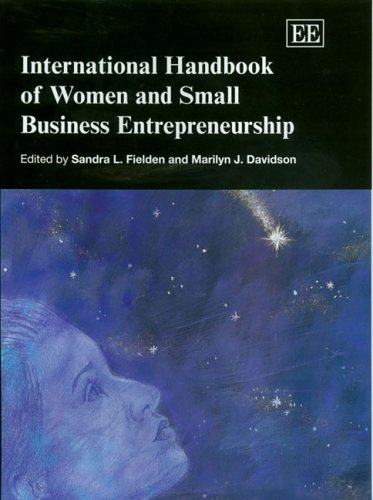 EE
International Handbook
of Women and Small
Business Entrepreneurship
Edited by Sandra L. Fielden and Marilyn J. Davidson